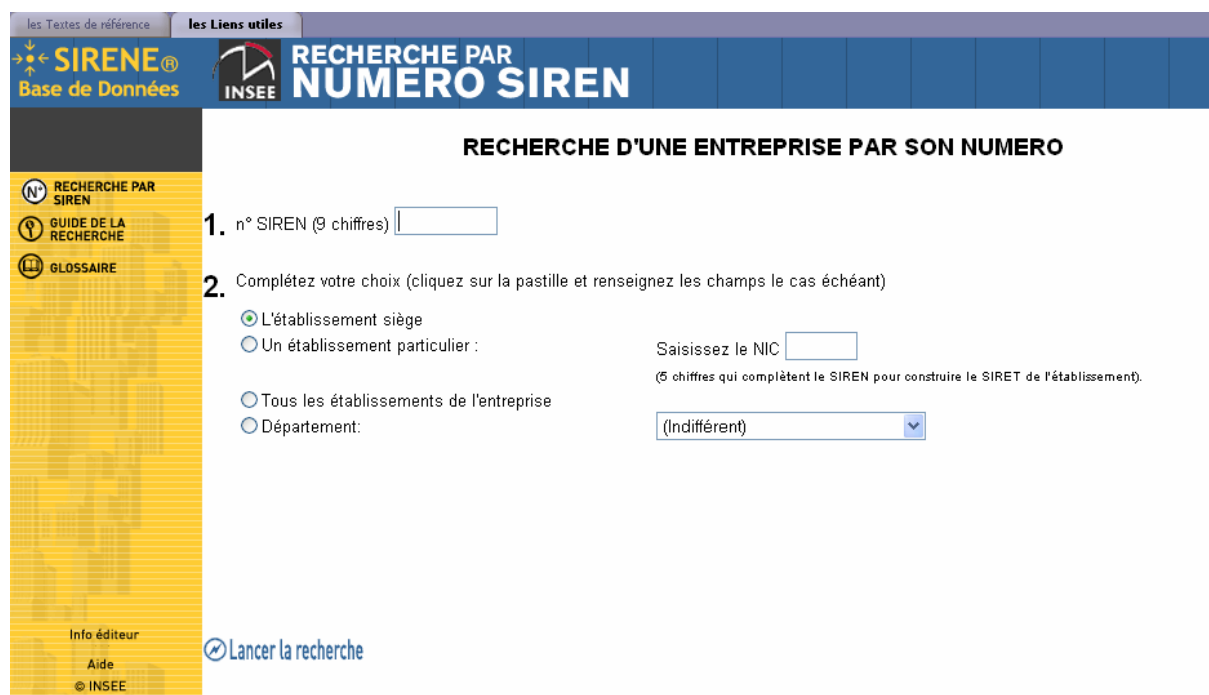 les Textes de référence les Liens utiles
SIRENE®
Base de Données
INSEE
RECHERCHE PAR
NUMERO SIREN
RECHERCHE D'UNE ENTREPRISE PAR SON NUMERO
N° RECHERCHE PAR
SIREN
GUIDE DE LA
RECHERCHE
GLOSSAIRE
1. n° SIREN (9 chiffres)
2. Complétez votre choix (cliquez sur la pastille et renseignez les champs le cas échéant)
L'établissement siège
Un établissement particulier : Saisissez le NIC
(5 chiffres qui complètent le SIREN pour construire le SIRET de l'établissement).
Tous les établissements de l'entreprise
Département: (Indifférent)
Lancer la recherche
Info éditeur
Aide
© INSEE